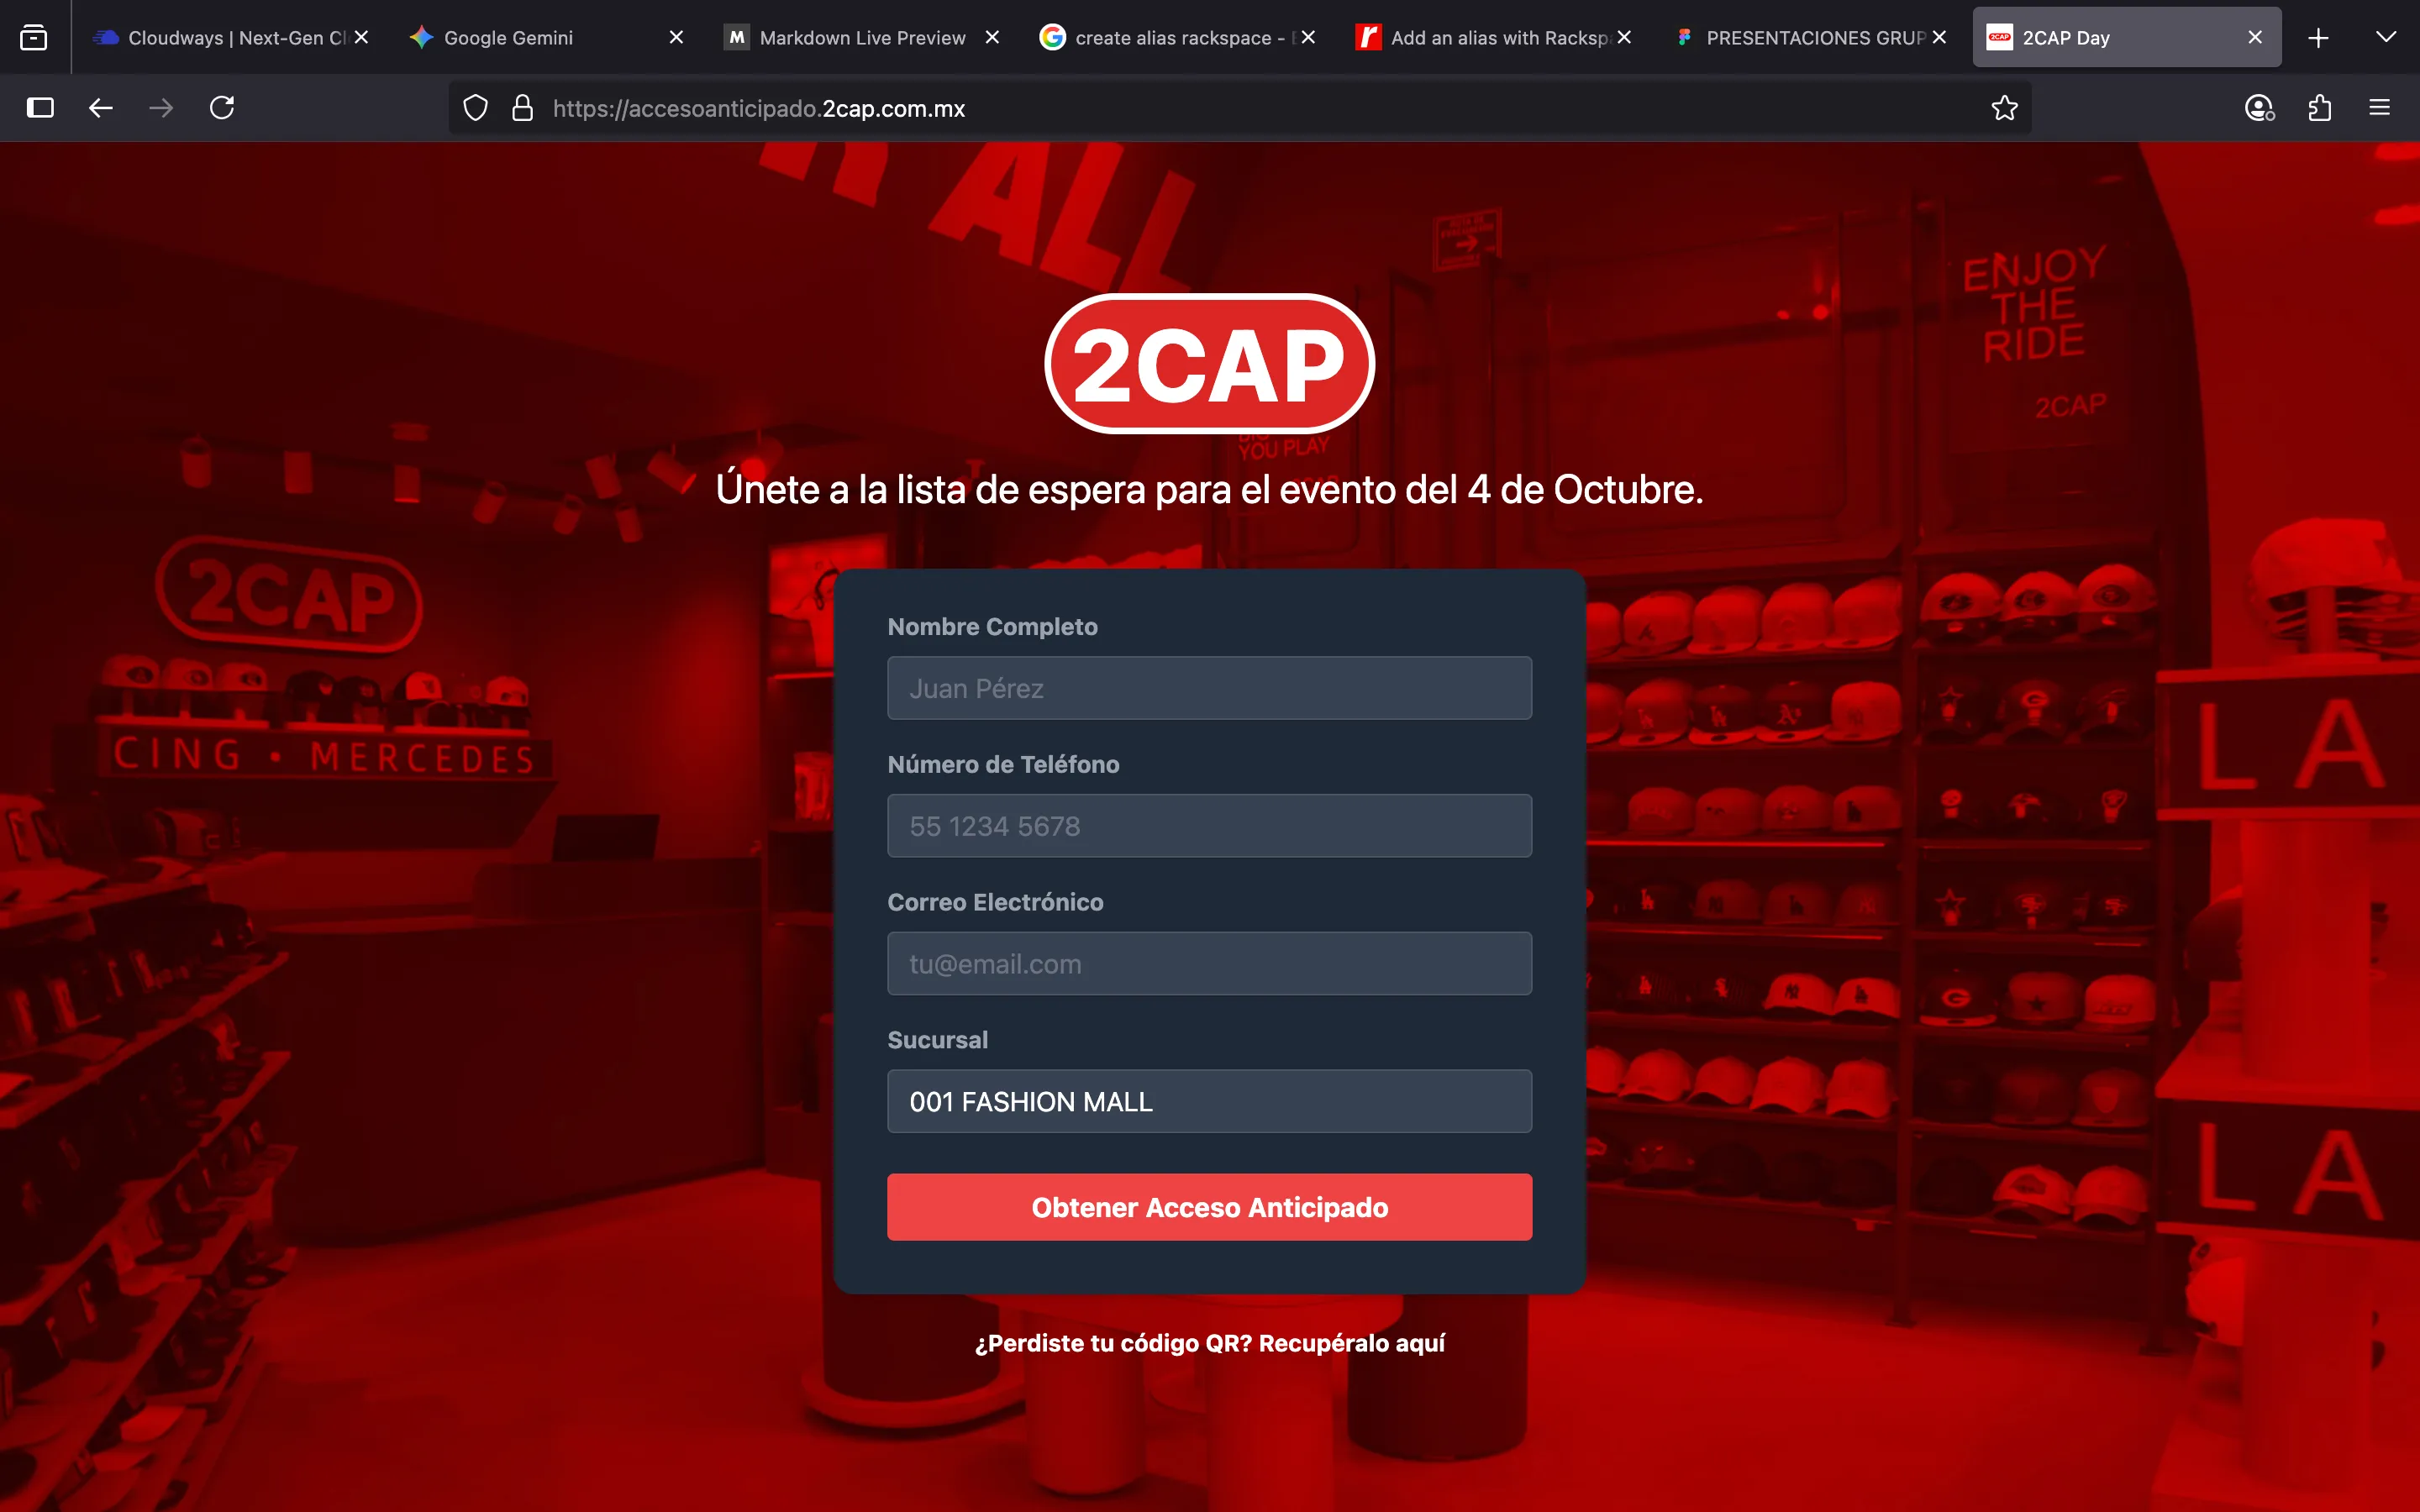 Cloudways | Next-Gen Cl
Google Gemini
M Markdown Live Preview
create alias rackspace -
Add an alias with Racksp
PRESENTACIONES GRUP
2CAP 2CAP Day
https://accesoanticipado.2cap.com.mx
ALL
ENJOY
THE
RIDE
2CAP
2CAP
YOU PLAY
Únete a la lista de espera para el evento del 4 de Octubre.
2CAP
CING • MERCEDES
Nombre Completo
Juan Pérez
Número de Teléfono
55 1234 5678
Correo Electrónico
tu@email.com
Sucursal
001 FASHION MALL
Obtener Acceso Anticipado
¿Perdiste tu código QR? Recupéralo aquí
LA
LA